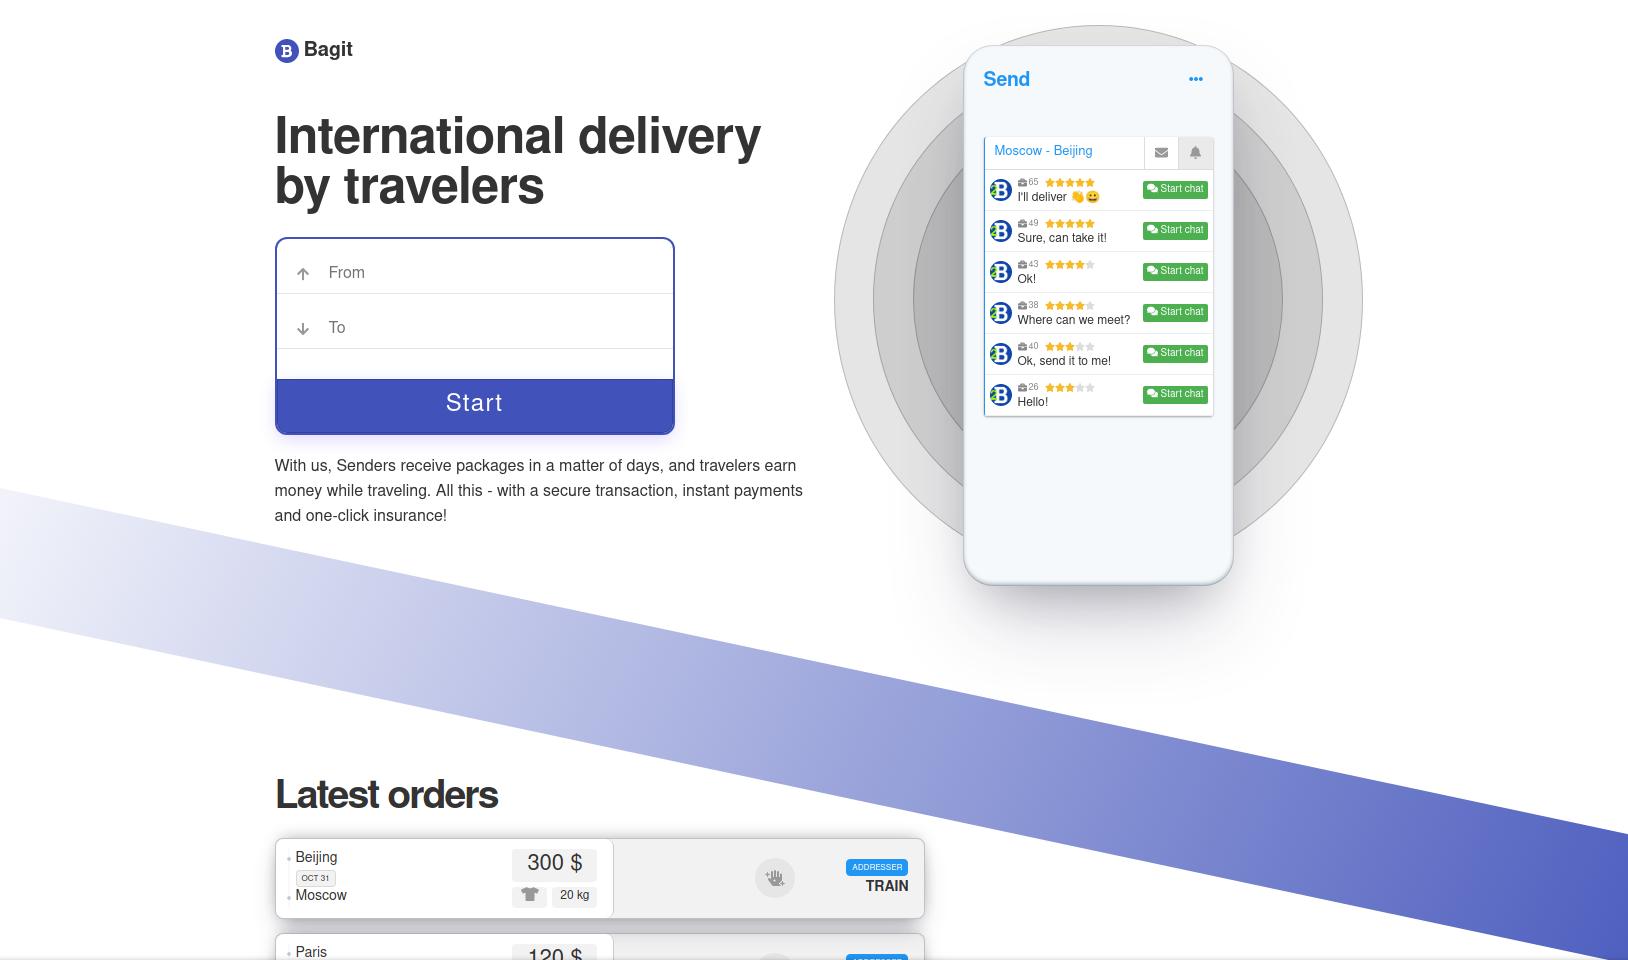 Bagit
International delivery
by travelers
From
To
Start
With us, Senders receive packages in a matter of days, and travelers earn
money while traveling. All this - with a secure transaction, instant payments
and one-click insurance!
Send
Moscow - Beijing
65
I'll deliver 👋😀
Start chat
49
Sure, can take it!
Start chat
43
Ok!
Start chat
38
Where can we meet?
Start chat
40
Ok, send it to me!
Start chat
26
Hello!
Start chat
Latest orders
Beijing
OCT 31
Moscow
300 $
20 kg
ADDRESSER
TRAIN
Paris
120 $
ADDRESSER